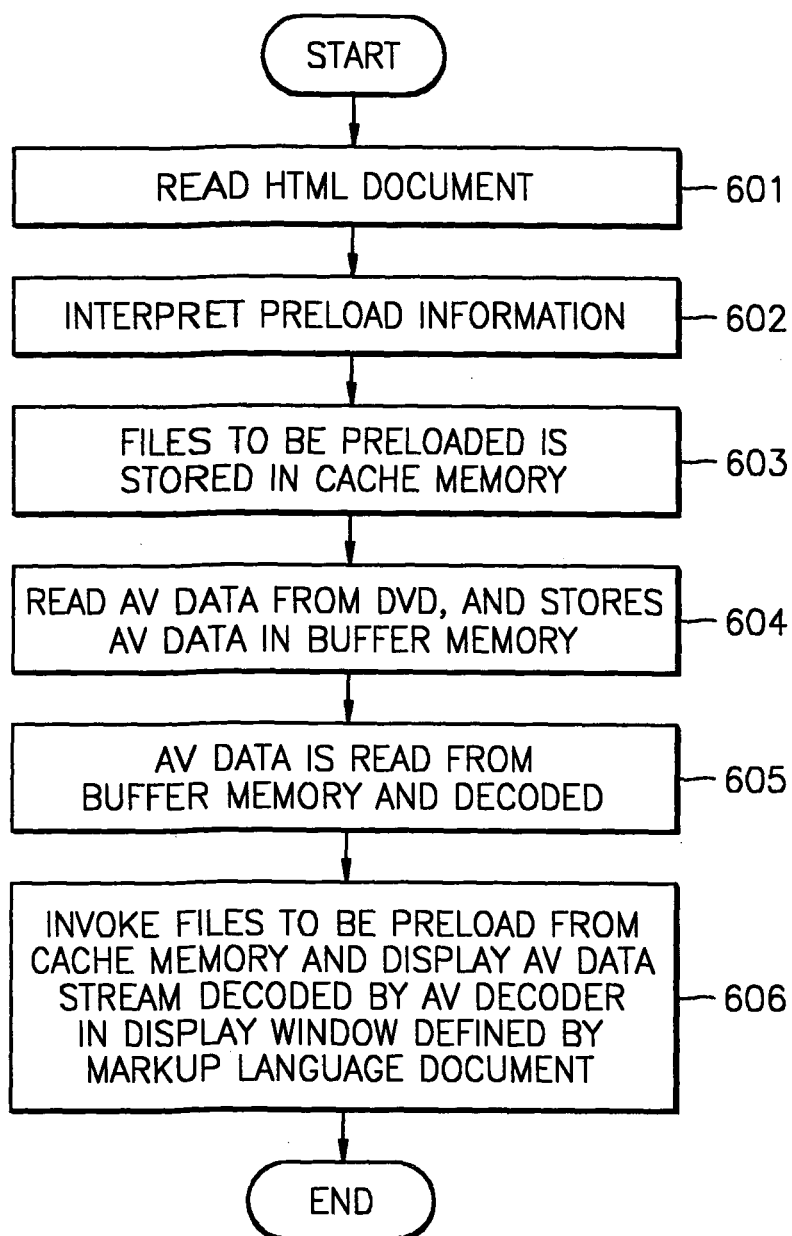 START
READ HTML DOCUMENT
601
INTERPRET PRELOAD INFORMATION
602
FILES TO BE PRELOADED IS
STORED IN CACHE MEMORY
603
READ AV DATA FROM DVD, AND STORES
AV DATA IN BUFFER MEMORY
604
AV DATA IS READ FROM
BUFFER MEMORY AND DECODED
605
INVOKE FILES TO BE PRELOAD FROM
CACHE MEMORY AND DISPLAY AV DATA
STREAM DECODED BY AV DECODER
IN DISPLAY WINDOW DEFINED BY
MARKUP LANGUAGE DOCUMENT
606
END